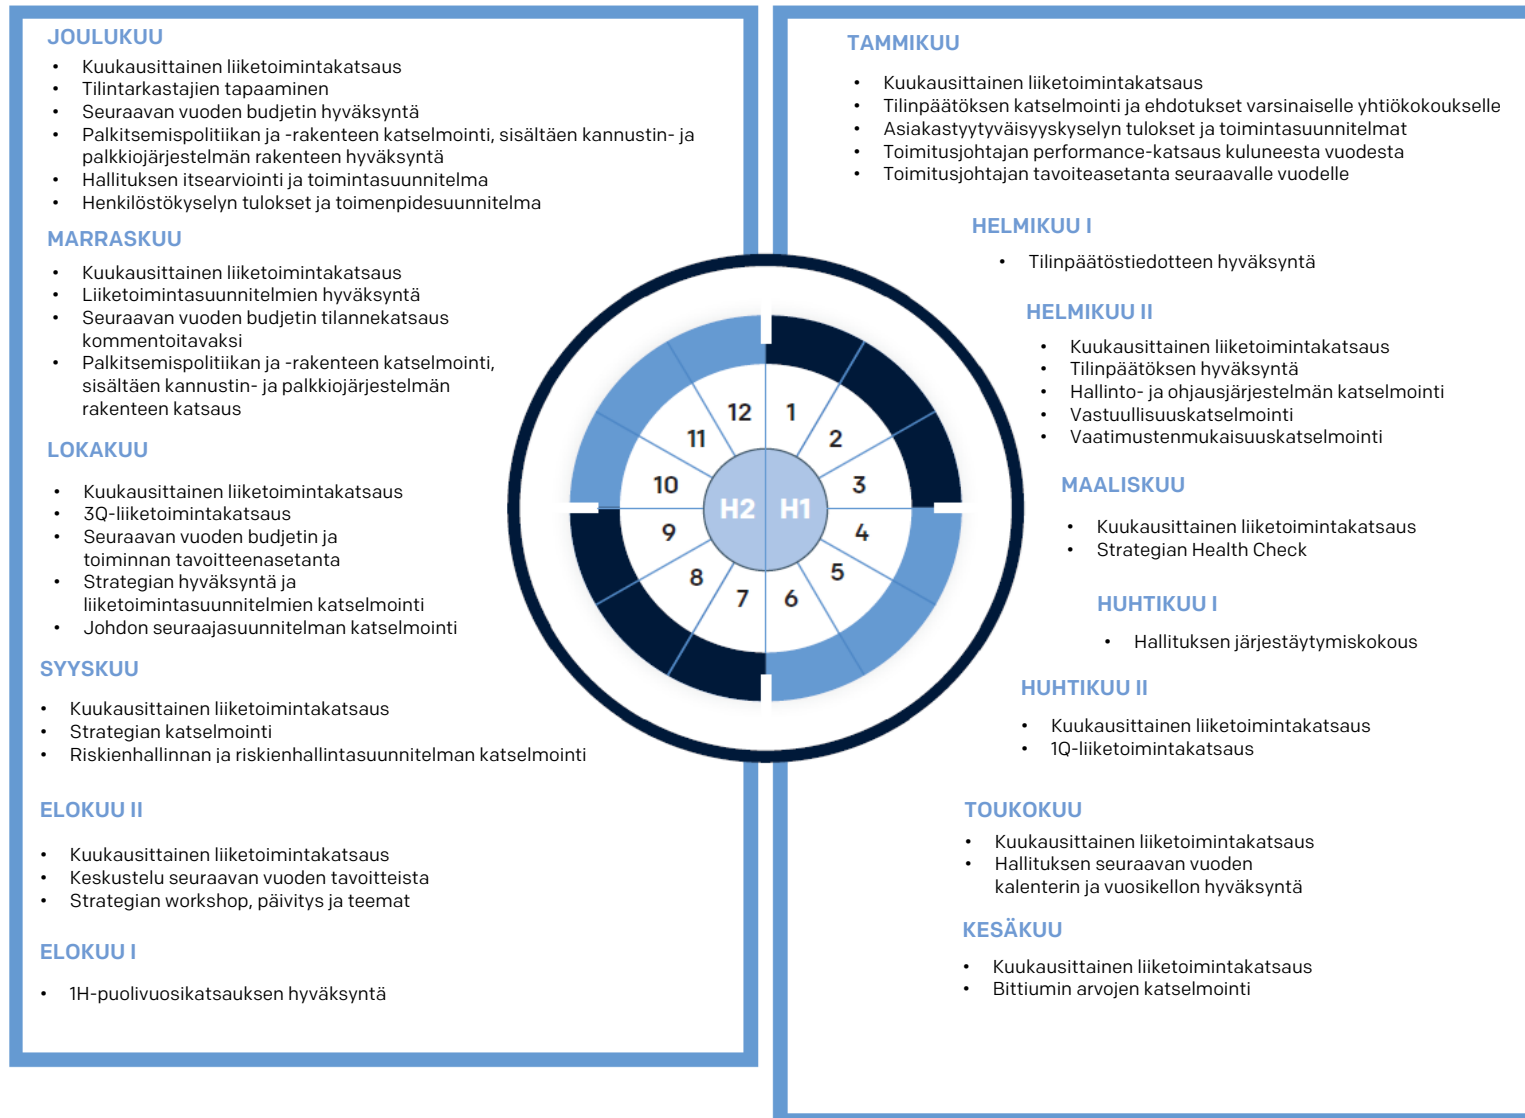 JOULUKUU
• Kuukausittainen liiketoimintakatsaus
• Tilintarkastajien tapaaminen
• Seuraavan vuoden budjetin hyväksyntä
• Palkitsemispolitiikan ja -rakenteen katselmointi, sisältäen kannustin- ja
palkkiojärjestelmän rakenteen hyväksyntä
• Hallituksen itsearviointi ja toimintasuunnitelma
• Henkilöstökyselyn tulokset ja toimenpidesuunnitelma
MARRASKUU
• Kuukausittainen liiketoimintakatsaus
• Liiketoimintasuunnitelmien hyväksyntä
• Seuraavan vuoden budjetin tilannekatsaus
kommentoitavaksi
• Palkitsemispolitiikan ja -rakenteen katselmointi,
sisältäen kannustin- ja palkkiojärjestelmän
rakenteen katsaus
LOKAKUU
• Kuukausittainen liiketoimintakatsaus
• 3Q-liiketoimintakatsaus
• Seuraavan vuoden budjetin ja
toiminnan tavoitteenasetanta
• Strategian hyväksyntä ja
liiketoimintasuunnitelmien katselmointi
• Johdon seuraajasuunnitelman katselmointi
SYYSKUU
• Kuukausittainen liiketoimintakatsaus
• Strategian katselmointi
• Riskienhallinnan ja riskienhallintasuunnitelman katselmointi
ELOKUU II
• Kuukausittainen liiketoimintakatsaus
• Keskustelu seuraavan vuoden tavoitteista
• Strategian workshop, päivitys ja teemat
ELOKUU I
• 1H-puolivuosikatsauksen hyväksyntä
12 1
11 2
10 3
H2 H1
9 4
8 5
7 6
TAMMIKUU
• Kuukausittainen liiketoimintakatsaus
• Tilinpäätöksen katselmointi ja ehdotukset varsinaiselle yhtiökokoukselle
• Asiakastyytyväisyyskyselyn tulokset ja toimintasuunnitelmat
• Toimitusjohtajan performance-katsaus kuluneesta vuodesta
• Toimitusjohtajan tavoiteasetanta seuraavalle vuodelle
HELMIKUU I
• Tilinpäätöstiedotteen hyväksyntä
HELMIKUU II
• Kuukausittainen liiketoimintakatsaus
• Tilinpäätöksen hyväksyntä
• Hallinto- ja ohjausjärjestelmän katselmointi
• Vastuullisuuskatselmointi
• Vaatimustenmukaisuuskatselmointi
MAALISKUU
• Kuukausittainen liiketoimintakatsaus
• Strategian Health Check
HUHTIKUU I
• Hallituksen järjestäytymiskokous
HUHTIKUU II
• Kuukausittainen liiketoimintakatsaus
• 1Q-liiketoimintakatsaus
TOUKOKUU
• Kuukausittainen liiketoimintakatsaus
• Hallituksen seuraavan vuoden
kalenterin ja vuosikellon hyväksyntä
KESÄKUU
• Kuukausittainen liiketoimintakatsaus
• Bittiumin arvojen katselmointi